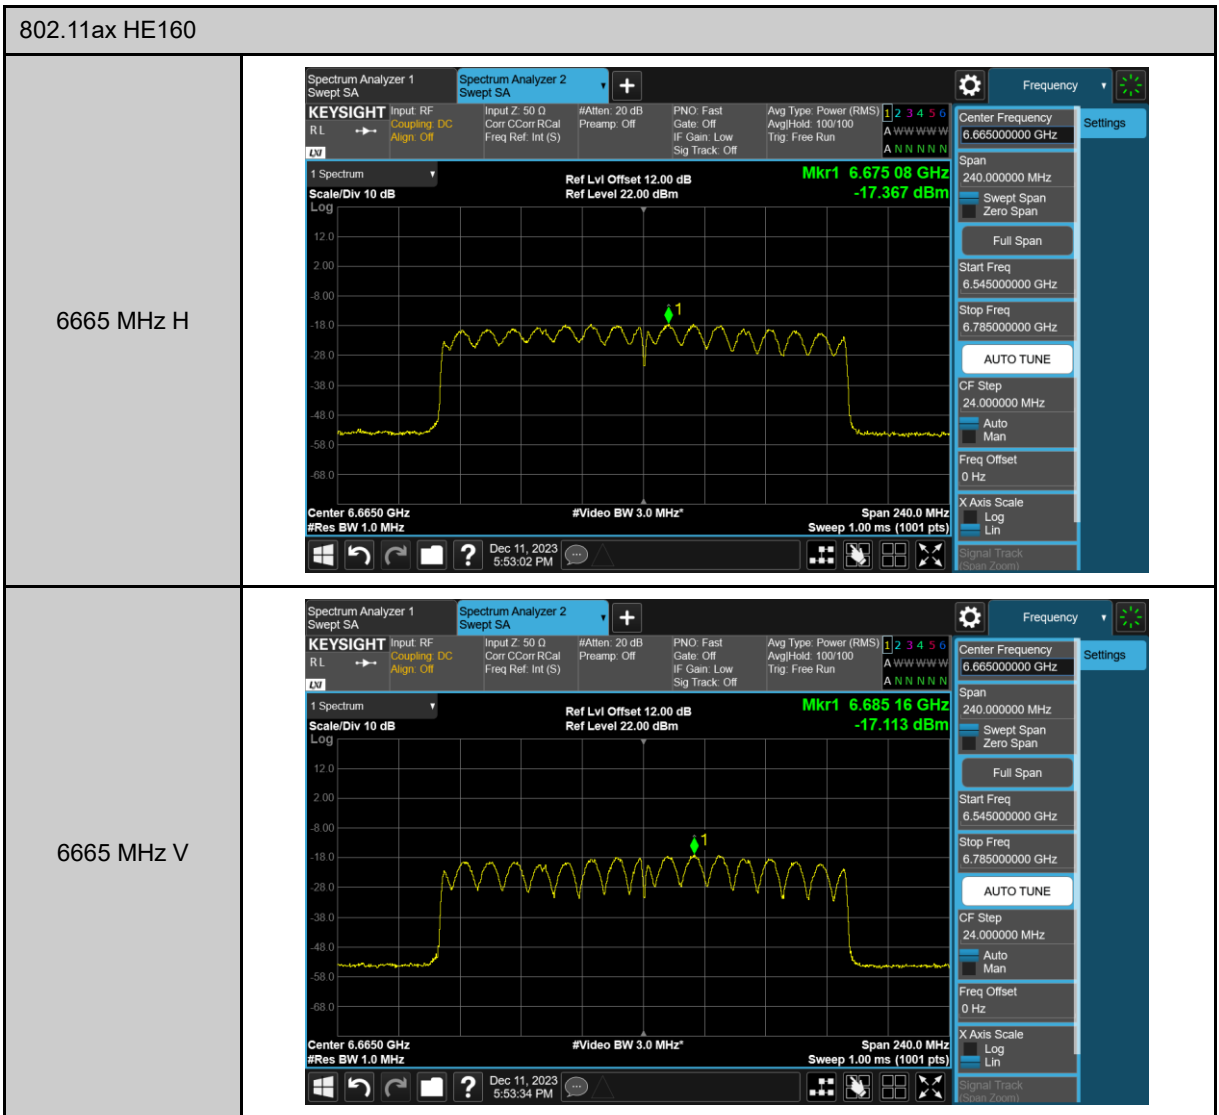 802.11ax HE160
6665 MHz H
Spectrum Analyzer 1
Swept SA
Spectrum Analyzer 2
Swept SA
Frequency
KEYSIGHT
RL
LXI
Input: RF
Coupling: DC
Align: Off
Input Z: 50 Ω
Corr CCorr RCal
Freq Ref: Int (S)
#Atten: 20 dB
Preamp: Off
PNO: Fast
Gate: Off
IF Gain: Low
Sig Track: Off
Avg Type: Power (RMS)
Avg|Hold: 100/100
Trig: Free Run
1 2 3 4 5 6
A W W W W W
A N N N N N
1 Spectrum
Scale/Div 10 dB
Log
Ref Lvl Offset 12.00 dB
Ref Level 22.00 dBm
Mkr1 6.675 08 GHz
-17.367 dBm
12.0
2.00
-8.00
-18.0
-28.0
-38.0
-48.0
-58.0
-68.0
1
Center 6.6650 GHz
#Res BW 1.0 MHz
#Video BW 3.0 MHz*
Span 240.0 MHz
Sweep 1.00 ms (1001 pts)
Dec 11, 2023
5:53:02 PM
Center Frequency
6.665000000 GHz
Settings
Span
240.000000 MHz
Swept Span
Zero Span
Full Span
Start Freq
6.545000000 GHz
Stop Freq
6.785000000 GHz
AUTO TUNE
CF Step
24.000000 MHz
Auto
Man
Freq Offset
0 Hz
X Axis Scale
Log
Lin
Signal Track
(Span Zoom)
6665 MHz V
Spectrum Analyzer 1
Swept SA
Spectrum Analyzer 2
Swept SA
Frequency
KEYSIGHT
RL
LXI
Input: RF
Coupling: DC
Align: Off
Input Z: 50 Ω
Corr CCorr RCal
Freq Ref: Int (S)
#Atten: 20 dB
Preamp: Off
PNO: Fast
Gate: Off
IF Gain: Low
Sig Track: Off
Avg Type: Power (RMS)
Avg|Hold: 100/100
Trig: Free Run
1 2 3 4 5 6
A W W W W W
A N N N N N
1 Spectrum
Scale/Div 10 dB
Log
Ref Lvl Offset 12.00 dB
Ref Level 22.00 dBm
Mkr1 6.685 16 GHz
-17.113 dBm
12.0
2.00
-8.00
-18.0
-28.0
-38.0
-48.0
-58.0
-68.0
1
Center 6.6650 GHz
#Res BW 1.0 MHz
#Video BW 3.0 MHz*
Span 240.0 MHz
Sweep 1.00 ms (1001 pts)
Dec 11, 2023
5:53:34 PM
Center Frequency
6.665000000 GHz
Settings
Span
240.000000 MHz
Swept Span
Zero Span
Full Span
Start Freq
6.545000000 GHz
Stop Freq
6.785000000 GHz
AUTO TUNE
CF Step
24.000000 MHz
Auto
Man
Freq Offset
0 Hz
X Axis Scale
Log
Lin
Signal Track
(Span Zoom)